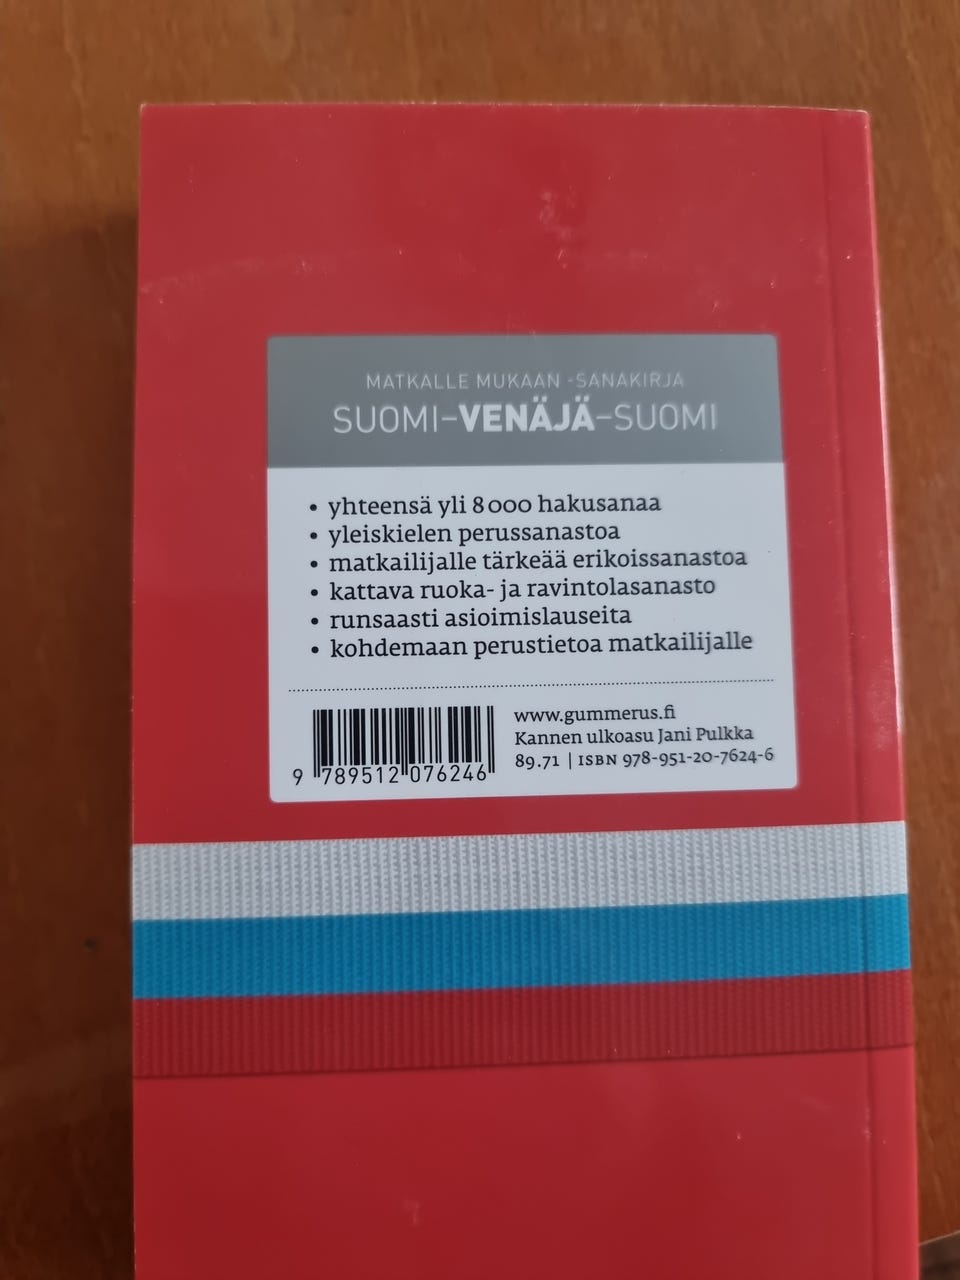 MATKALLE MUKAAN -SANAKIRJA
SUOMI–VENÄJÄ–SUOMI
• yhteensä yli 8000 hakusanaa
• yleiskielen perussanastoa
• matkailijalle tärkeää erikoissanastoa
• kattava ruoka- ja ravintolasanasto
• runsaasti asioimislauseita
• kohdemaan perustietoa matkailijalle
www.gummerus.fi
Kannen ulkoasu Jani Pulkka
89.71 | ISBN 978-951-20-7624-6
9 789512 076246